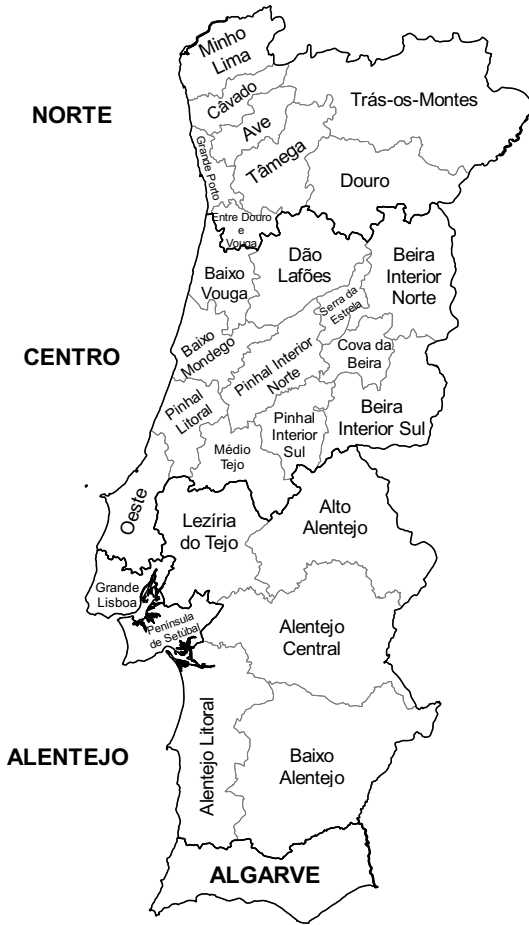 Minho
Lima
Câvado
Trás-os-Montes
NORTE
Ave
Grande Porto
Tâmega
Douro
Entre Douro
e
Vouga
Dão
Lafões
Beira
Interior
Norte
Baixo
Vouga
Serra da
Estrela
Baixo
Mondego
CENTRO
Pinhal Interior
Norte
Cova da
Beira
Pinhal
Litoral
Pinhal
Interior
Sul
Beira
Interior Sul
Médio
Tejo
Oeste
Lezíria
do Tejo
Alto
Alentejo
Grande
Lisboa
Península
de Setúbal
Alentejo
Central
Alentejo Litoral
ALENTEJO
Baixo
Alentejo
ALGARVE